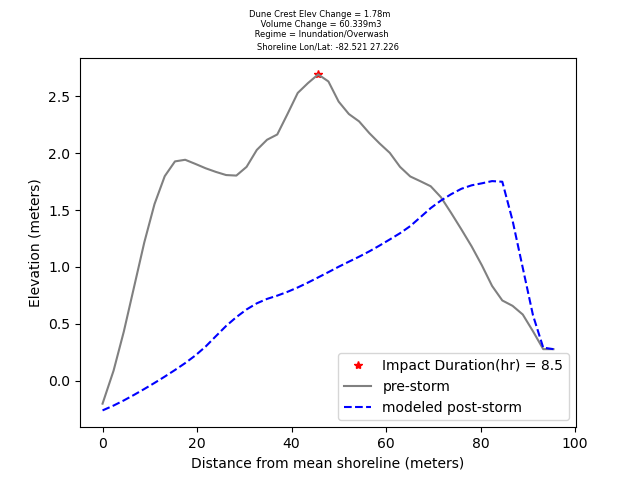 Dune Crest Elev Change = 1.78m
Volume Change = 60.339m3
Regime = Inundation/Overwash
Shoreline Lon/Lat: -82.521 27.226
Elevation (meters)
2.5
2.0
1.5
1.0
0.5
0.0
Impact Duration(hr) = 8.5
pre-storm
modeled post-storm
0 20 40 60 80 100
Distance from mean shoreline (meters)